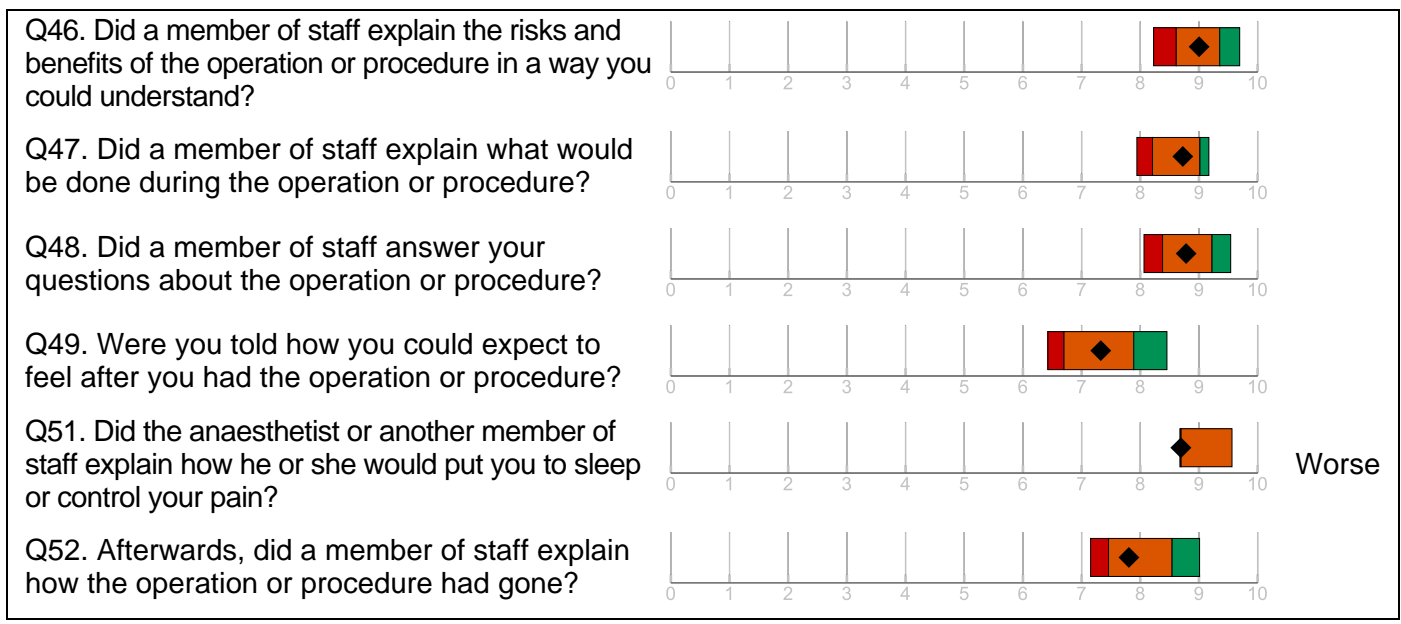 Q46. Did a member of staff explain the risks and
benefits of the operation or procedure in a way you
could understand?
0 1 2 3 4 5 6 7 8 9 10
Q47. Did a member of staff explain what would
be done during the operation or procedure?
0 1 2 3 4 5 6 7 8 9 10
Q48. Did a member of staff answer your
questions about the operation or procedure?
0 1 2 3 4 5 6 7 8 9 10
Q49. Were you told how you could expect to
feel after you had the operation or procedure?
0 1 2 3 4 5 6 7 8 9 10
Q51. Did the anaesthetist or another member of
staff explain how he or she would put you to sleep
or control your pain?
0 1 2 3 4 5 6 7 8 9 10
Worse
Q52. Afterwards, did a member of staff explain
how the operation or procedure had gone?
0 1 2 3 4 5 6 7 8 9 10